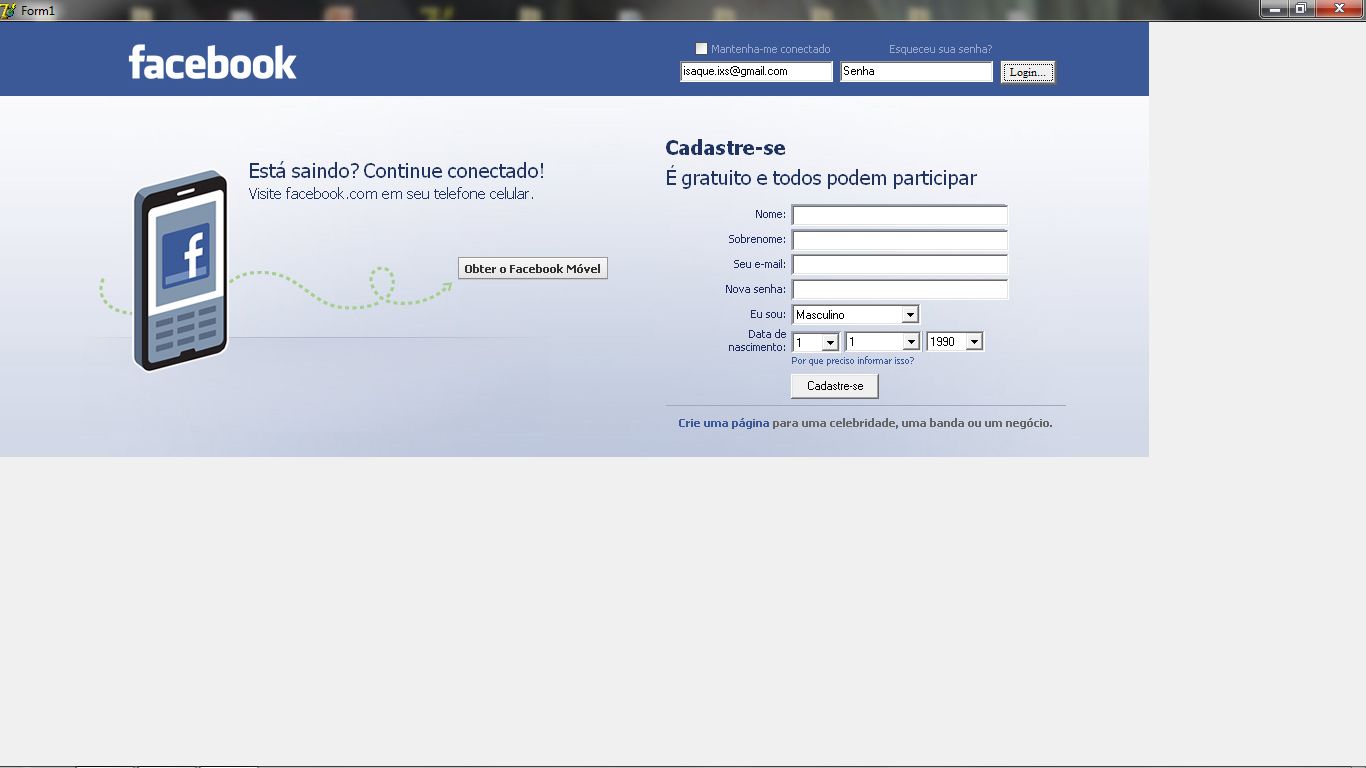 Form1
facebook
Mantenha-me conectado
Esqueceu sua senha?
isaque.ixs@gmail.com
Senha
Login...
Está saindo? Continue conectado!
Visite facebook.com em seu telefone celular.
f
Obter o Facebook Móvel
Cadastre-se
É gratuito e todos podem participar
Nome:
Sobrenome:
Seu e-mail:
Nova senha:
Eu sou: Masculino
Data de
nascimento: 1 1 1990
Por que preciso informar isso?
Cadastre-se
Crie uma página para uma celebridade, uma banda ou um negócio.